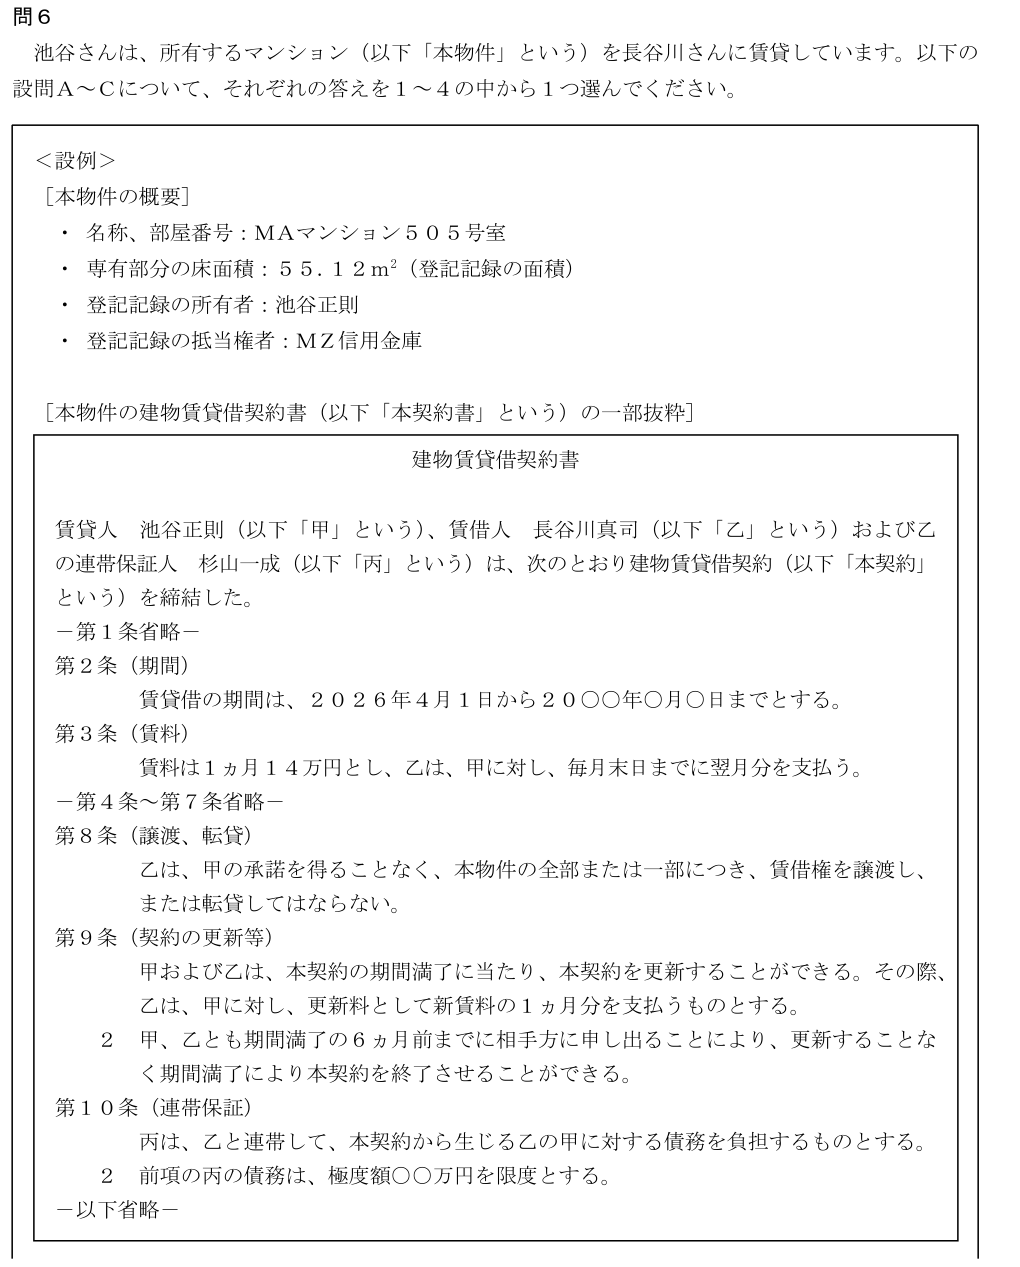 問６
池谷さんは、所有するマンション（以下「本物件」という）を長谷川さんに賃貸しています。以下の
設問Ａ～Ｃについて、それぞれの答えを１～４の中から１つ選んでください。
＜設例＞
［本物件の概要］
・ 名称、部屋番号：ＭＡマンション５０５号室
・ 専有部分の床面積：５５．１２ｍ²（登記記録の面積）
・ 登記記録の所有者：池谷正則
・ 登記記録の抵当権者：ＭＺ信用金庫
［本物件の建物賃貸借契約書（以下「本契約書」という）の一部抜粋］
建物賃貸借契約書
賃貸人　池谷正則（以下「甲」という）、賃借人　長谷川真司（以下「乙」という）および乙
の連帯保証人　杉山一成（以下「丙」という）は、次のとおり建物賃貸借契約（以下「本契約」
という）を締結した。
－第１条省略－
第２条（期間）
賃貸借の期間は、２０２６年４月１日から２０〇〇年〇月〇日までとする。
第３条（賃料）
賃料は１ヵ月１４万円とし、乙は、甲に対し、毎月末日までに翌月分を支払う。
－第４条～第７条省略－
第８条（譲渡、転貸）
乙は、甲の承諾を得ることなく、本物件の全部または一部につき、賃借権を譲渡し、
または転貸してはならない。
第９条（契約の更新等）
甲および乙は、本契約の期間満了に当たり、本契約を更新することができる。その際、
乙は、甲に対し、更新料として新賃料の１ヵ月分を支払うものとする。
２　甲、乙とも期間満了の６ヵ月前までに相手方に申し出ることにより、更新することな
く期間満了により本契約を終了させることができる。
第１０条（連帯保証）
丙は、乙と連帯して、本契約から生じる乙の甲に対する債務を負担するものとする。
２　前項の丙の債務は、極度額〇〇万円を限度とする。
－以下省略－